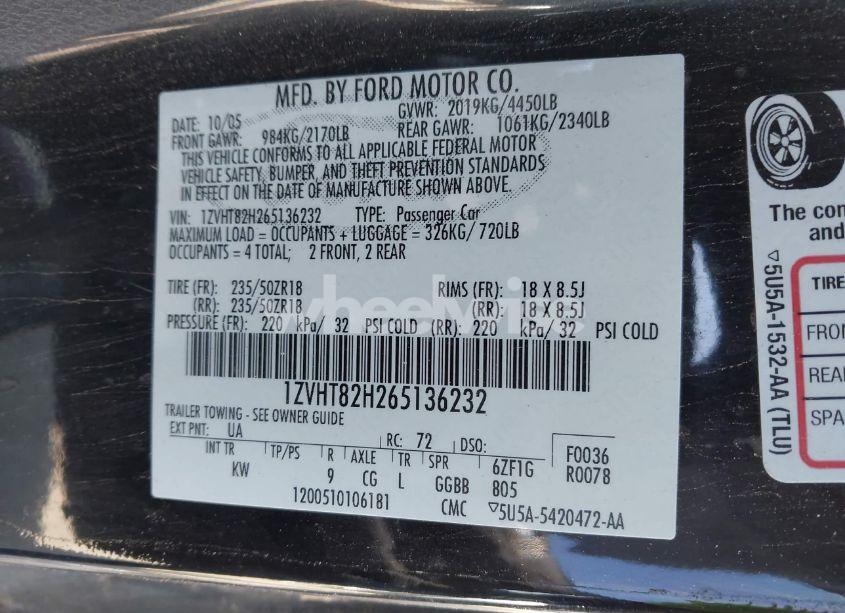 MFD. BY FORD MOTOR CO.
DATE: 10/05 GVWR: 2019KG/4450LB
FRONT GAWR: 984KG/2170LB REAR GAWR: 1061KG/2340LB
THIS VEHICLE CONFORMS TO ALL APPLICABLE FEDERAL MOTOR
VEHICLE SAFETY, BUMPER, AND THEFT PREVENTION STANDARDS
IN EFFECT ON THE DATE OF MANUFACTURE SHOWN ABOVE.
VIN: 1ZVHT82H265136232 TYPE: Passenger Car
MAXIMUM LOAD = OCCUPANTS + LUGGAGE = 326KG/720LB
OCCUPANTS = 4 TOTAL; 2 FRONT, 2 REAR
TIRE (FR): 235/50ZR18 RIMS (FR): 18 X 8.5J
(RR): 235/50ZR18 (RR): 18 X 8.5J
PRESSURE (FR): 220 kPa/ 32 PSI COLD (RR): 220 kPa/ 32 PSI COLD
1ZVHT82H265136232
TRAILER TOWING - SEE OWNER GUIDE
EXT PNT: UA RC: 72 DSO: F0036
INT TR TP/PS R AXLE TR SPR 6ZF1G R0078
KW 9 CG L GGBB 805
1200510106181 CMC ▽5U5A-5420472-AA
The con
and
TIRE
FRON
REAR
SPA
▽5U5A-1532-AA (TLU)